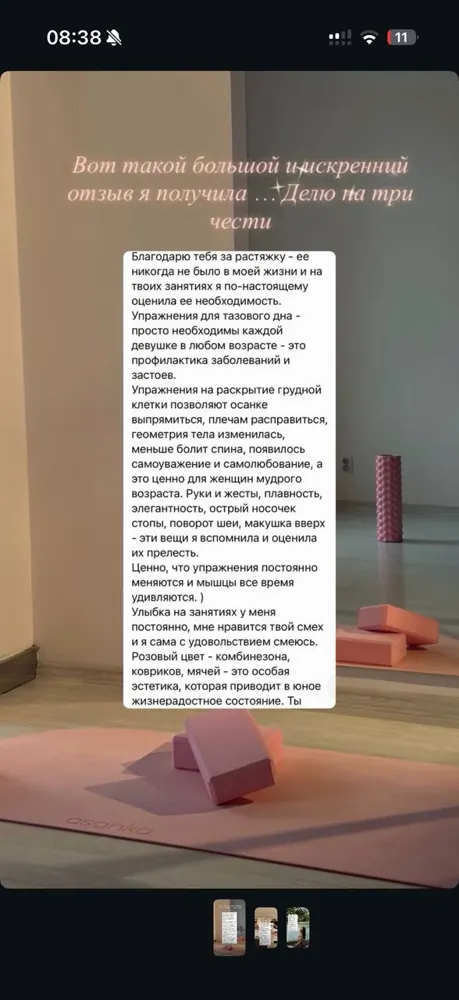 08:38
11
Вот такой большой и искренний
отзыв я получила ... Делю на три
чести
Благодарю тебя за растяжку - ее
никогда не было в моей жизни и на
твоих занятиях я по-настоящему
оценила ее необходимость.
Упражнения для тазового дна -
просто необходимы каждой
девушке в любом возрасте - это
профилактика заболеваний и
застоев.
Упражнения на раскрытие грудной
клетки позволяют осанке
выпрямиться, плечам расправиться,
геометрия тела изменилась,
меньше болит спина, появилось
самоуважение и самолюбование, а
это ценно для женщин мудрого
возраста. Руки и жесты, плавность,
элегантность, острый носочек
стопы, поворот шеи, макушка вверх
- эти вещи я вспомнила и оценила
их прелесть.
Ценно, что упражнения постоянно
меняются и мышцы все время
удивляются. )
Улыбка на занятиях у меня
постоянно, мне нравится твой смех
и я сама с удовольствием смеюсь.
Розовый цвет - комбинезона,
ковриков, мячей - это особая
эстетика, которая приводит в юное
жизнерадостное состояние. Ты
asanka